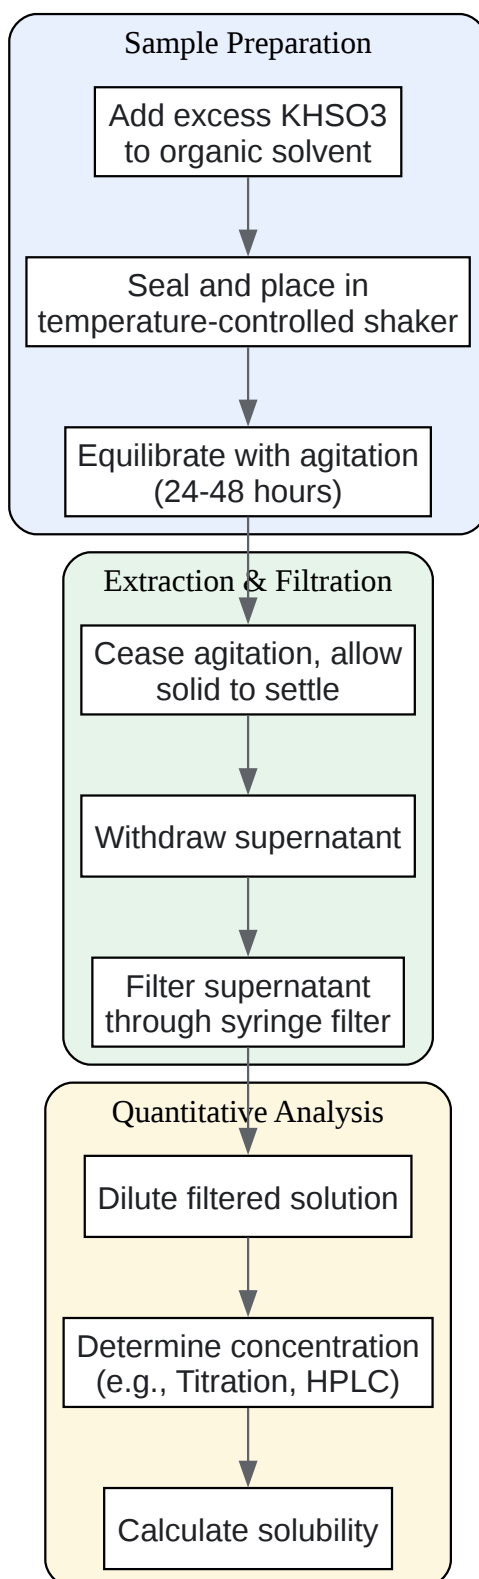 Sample Preparation
Add excess KHSO3
to organic solvent
Seal and place in
temperature-controlled shaker
Equilibrate with agitation
(24-48 hours)
Extraction & Filtration
Cease agitation, allow
solid to settle
Withdraw supernatant
Filter supernatant
through syringe filter
Quantitative Analysis
Dilute filtered solution
Determine concentration
(e.g., Titration, HPLC)
Calculate solubility